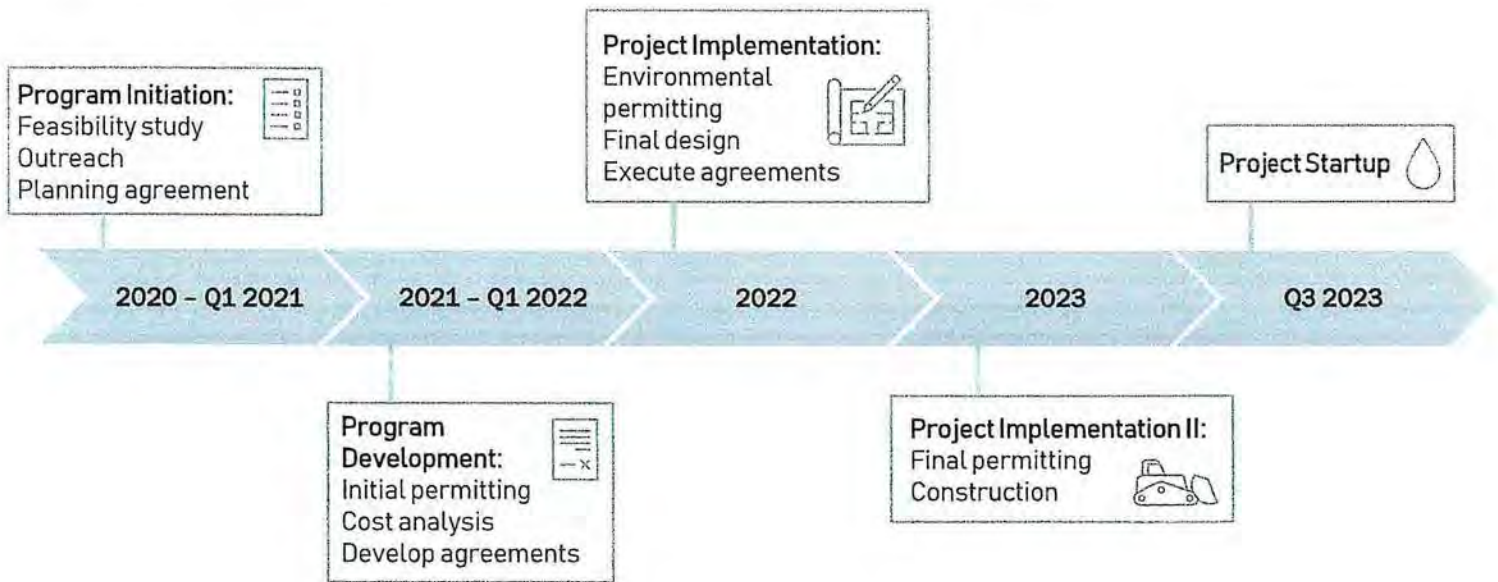 Program Initiation:
Feasibility study
Outreach
Planning agreement
Project Implementation:
Environmental
permitting
Final design
Execute agreements
Project Startup
2020 – Q1 2021
2021 – Q1 2022
2022
2023
Q3 2023
Program
Development:
Initial permitting
Cost analysis
Develop agreements
Project Implementation II:
Final permitting
Construction